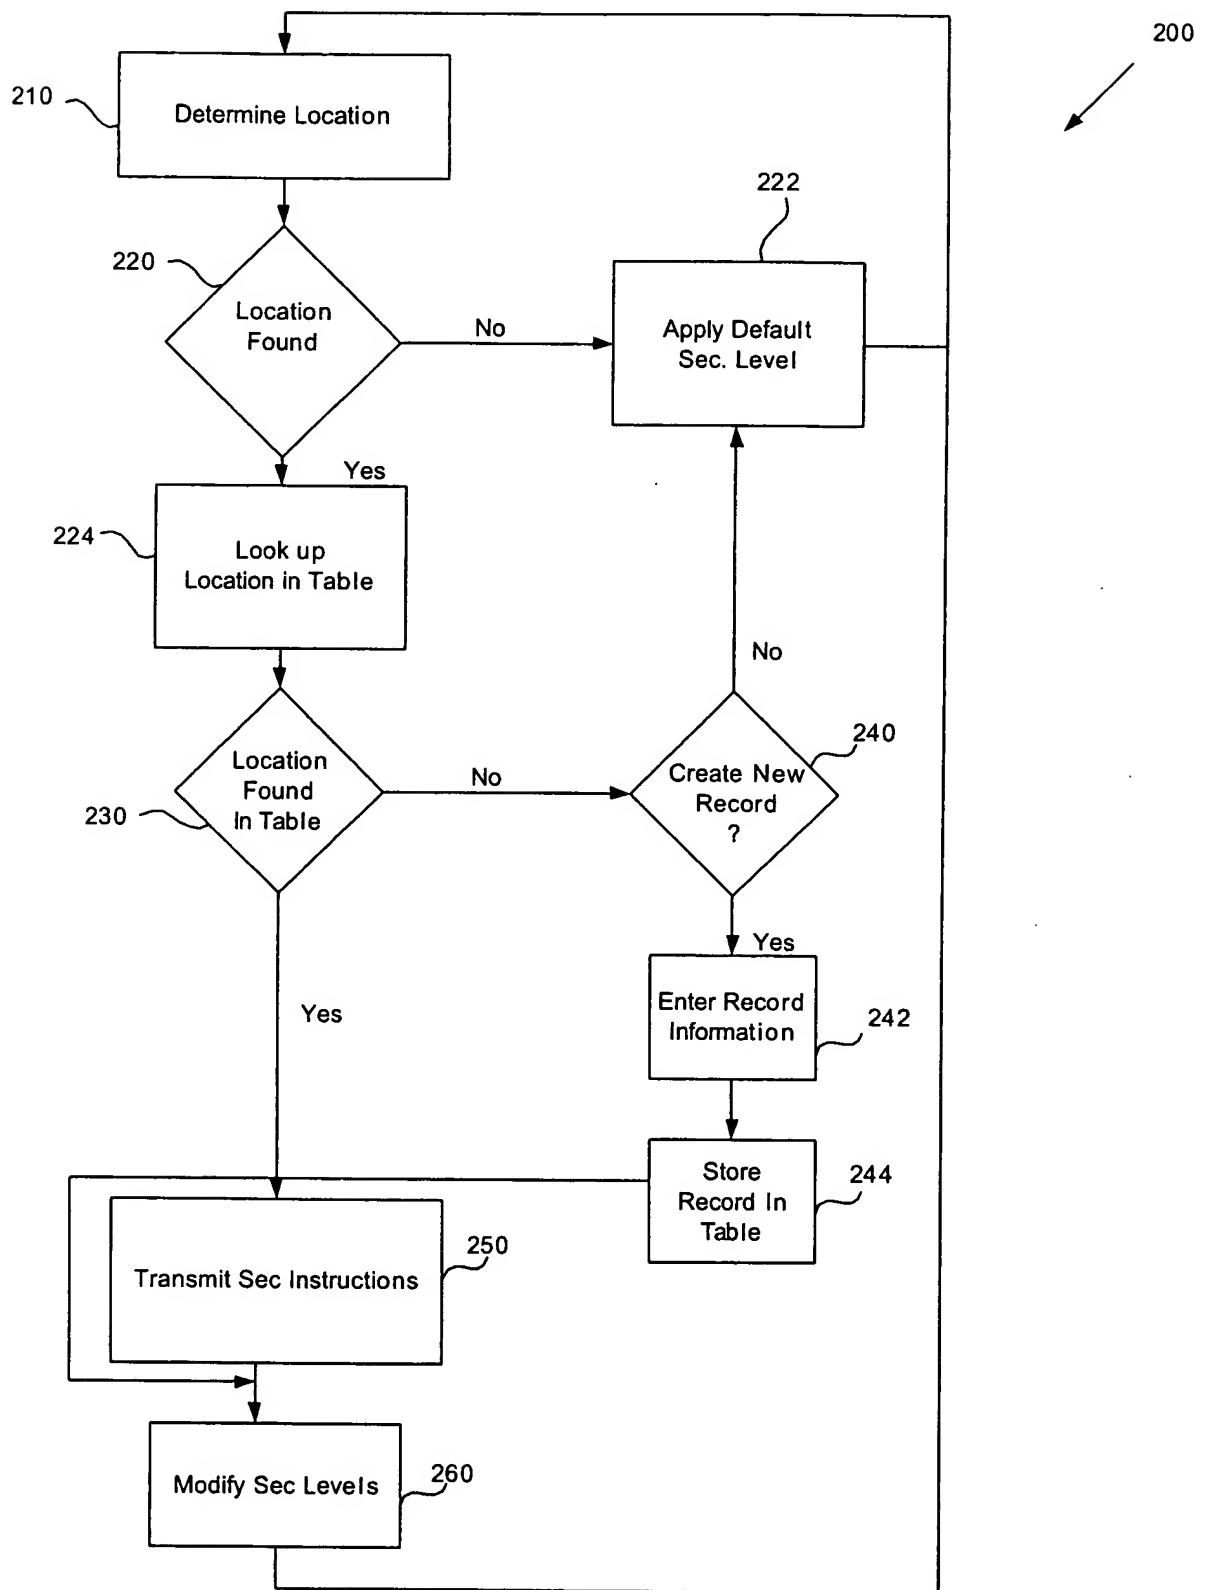 200
210
Determine Location
222
220
Location
Found
No
Apply Default
Sec. Level
Yes
224
Look up
Location in Table
No
240
Location
Found
In Table
No
Create New
Record
?
230
Yes
Yes
Enter Record
Information
242
Store
Record In
Table
244
250
Transmit Sec Instructions
Modify Sec Levels
260